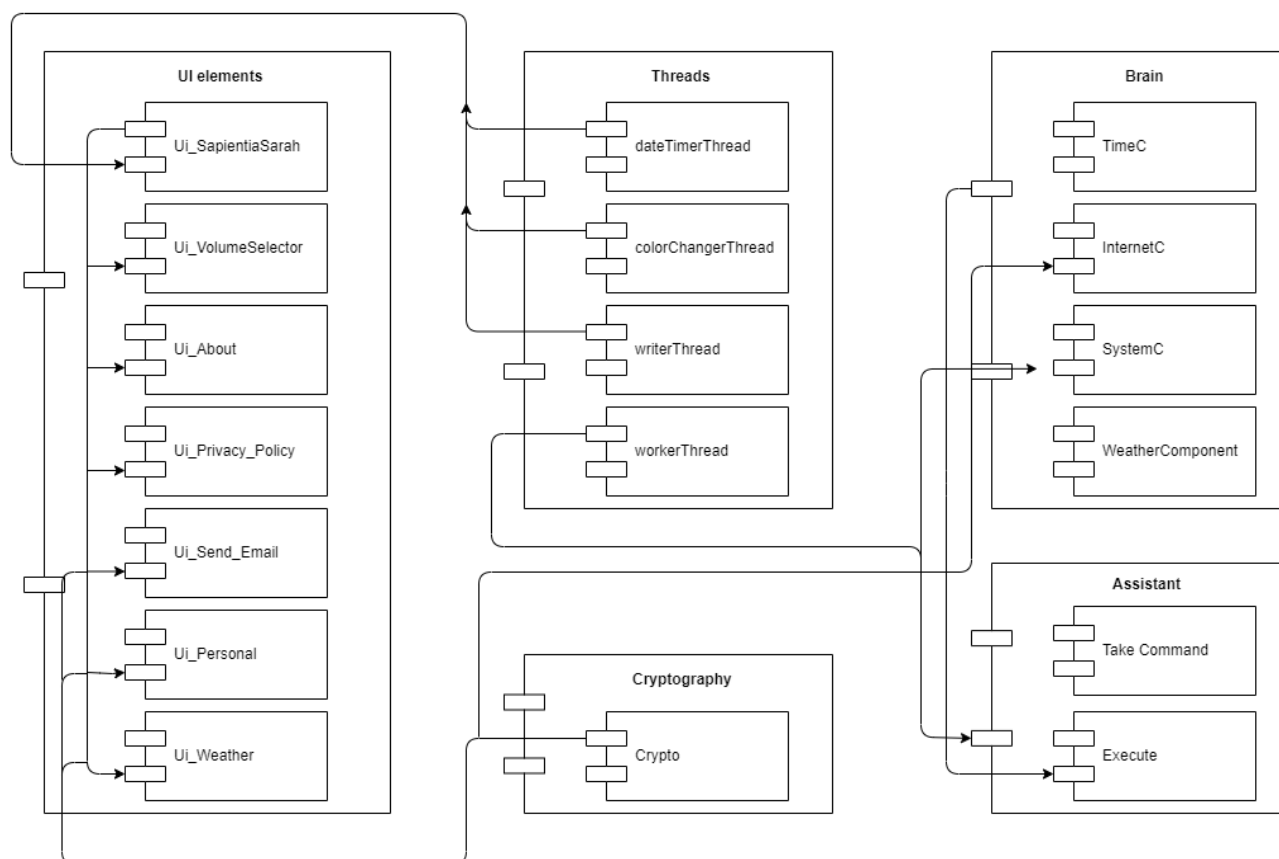 UI elements
Ui_SapientiaSarah
Ui_VolumeSelector
Ui_About
Ui_Privacy_Policy
Ui_Send_Email
Ui_Personal
Ui_Weather
Threads
dateTimerThread
colorChangerThread
writerThread
workerThread
Cryptography
Crypto
Brain
TimeC
InternetC
SystemC
WeatherComponent
Assistant
Take Command
Execute